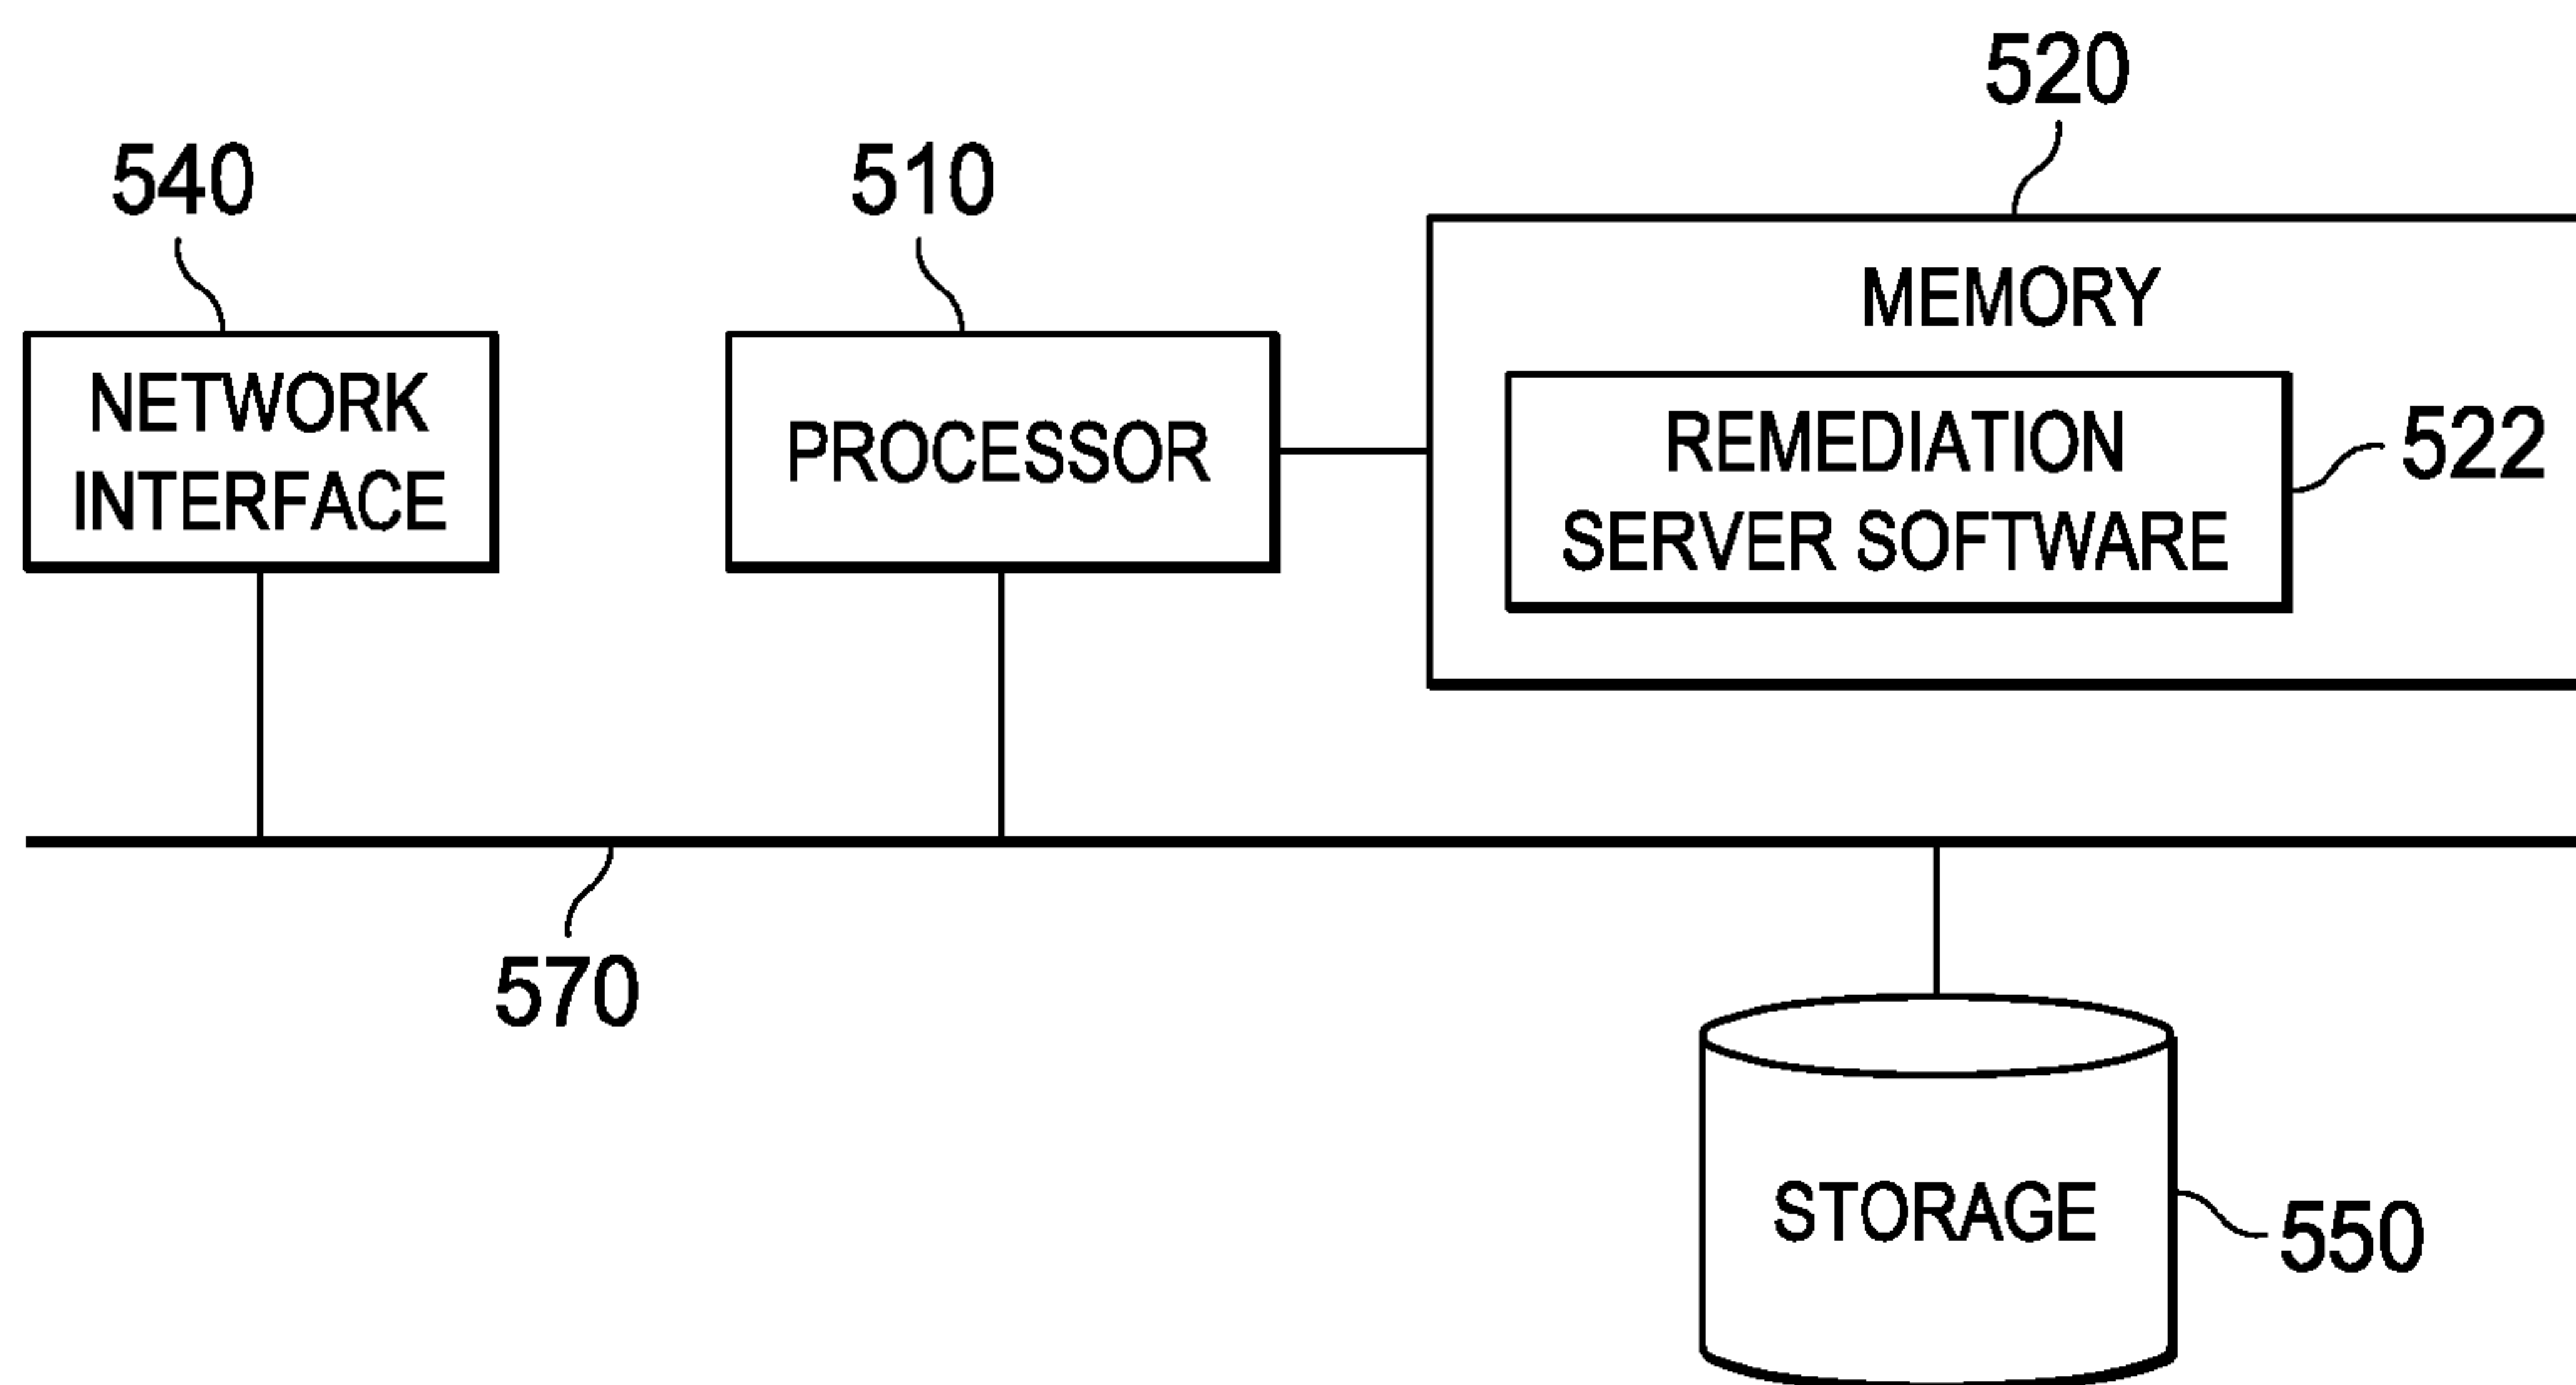 520
540
510
MEMORY
NETWORK
INTERFACE
PROCESSOR
REMEDIATION
SERVER SOFTWARE
522
570
STORAGE
550